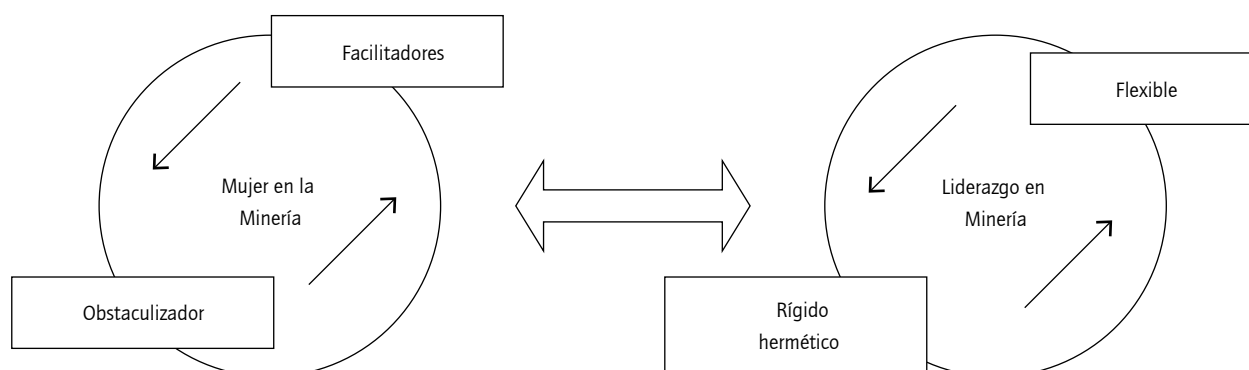 Facilitadores
Mujer en la
Minería
Obstaculizador
Flexible
Liderazgo en
Minería
Rígido
hermético